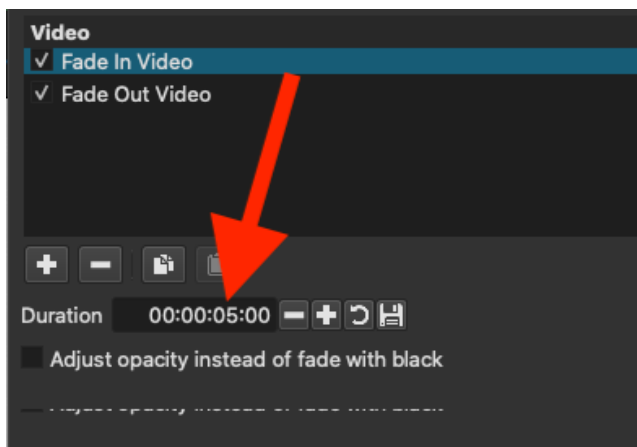 Video
✓ Fade In Video
✓ Fade Out Video
Duration 00:00:05:00
Adjust opacity instead of fade with black